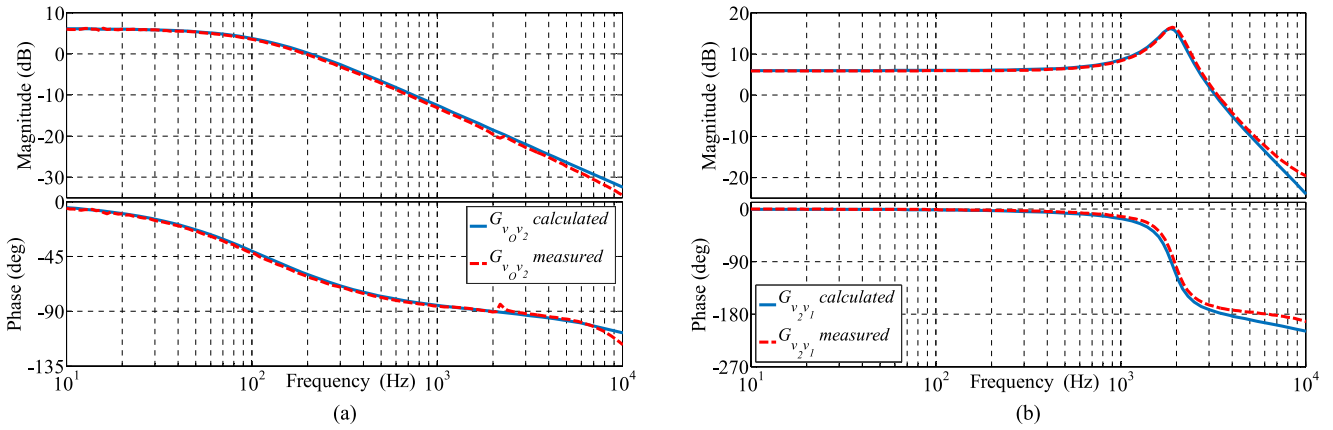 Magnitude (dB)
10
0
-10
-20
-30
Phase (deg)
0
-45
-90
-135
G_{v_O v_2} calculated
G_{v_O v_2} measured
10^1
10^2
Frequency (Hz)
10^3
10^4
(a)
Magnitude (dB)
20
10
0
-10
-20
Phase (deg)
0
-90
-180
-270
G_{v_2 v_1} calculated
G_{v_2 v_1} measured
10^1
10^2
Frequency (Hz)
10^3
10^4
(b)